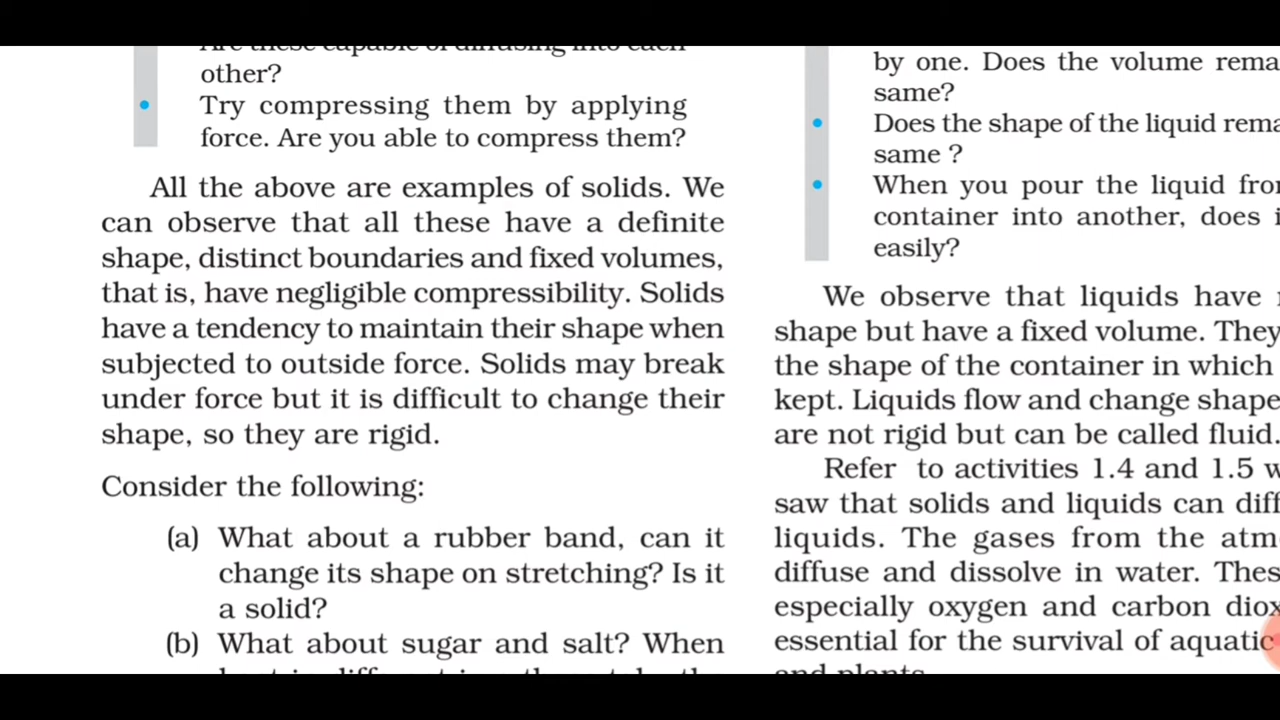 Are these capable of diffusing into each
other?
• Try compressing them by applying
force. Are you able to compress them?
All the above are examples of solids. We
can observe that all these have a definite
shape, distinct boundaries and fixed volumes,
that is, have negligible compressibility. Solids
have a tendency to maintain their shape when
subjected to outside force. Solids may break
under force but it is difficult to change their
shape, so they are rigid.
Consider the following:
(a) What about a rubber band, can it
change its shape on stretching? Is it
a solid?
(b) What about sugar and salt? When
by one. Does the volume
same?
• Does the shape of the liquid
same ?
• When you pour the liquid
container into another, does
easily?
We observe that liquids have
shape but have a fixed volume. They
the shape of the container in which
kept. Liquids flow and change shape
are not rigid but can be called fluid.
Refer to activities 1.4 and 1.5
saw that solids and liquids can
liquids. The gases from the
diffuse and dissolve in water.
especially oxygen and carbon
essential for the survival of aquatic
and plants